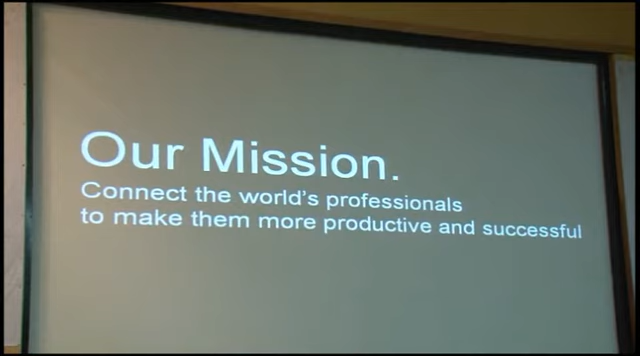 Our Mission.
Connect the world's professionals
to make them more productive and successful